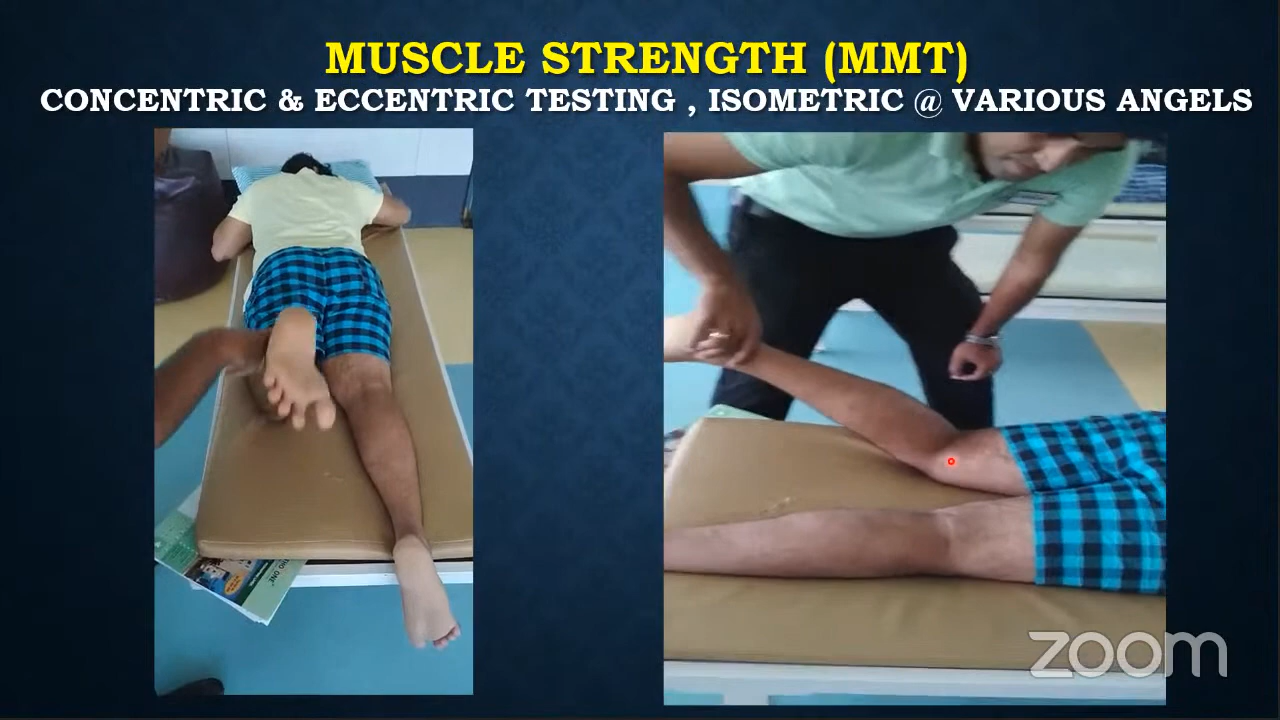 MUSCLE STRENGTH (MMT)
CONCENTRIC & ECCENTRIC TESTING , ISOMETRIC @ VARIOUS ANGELS
zoom